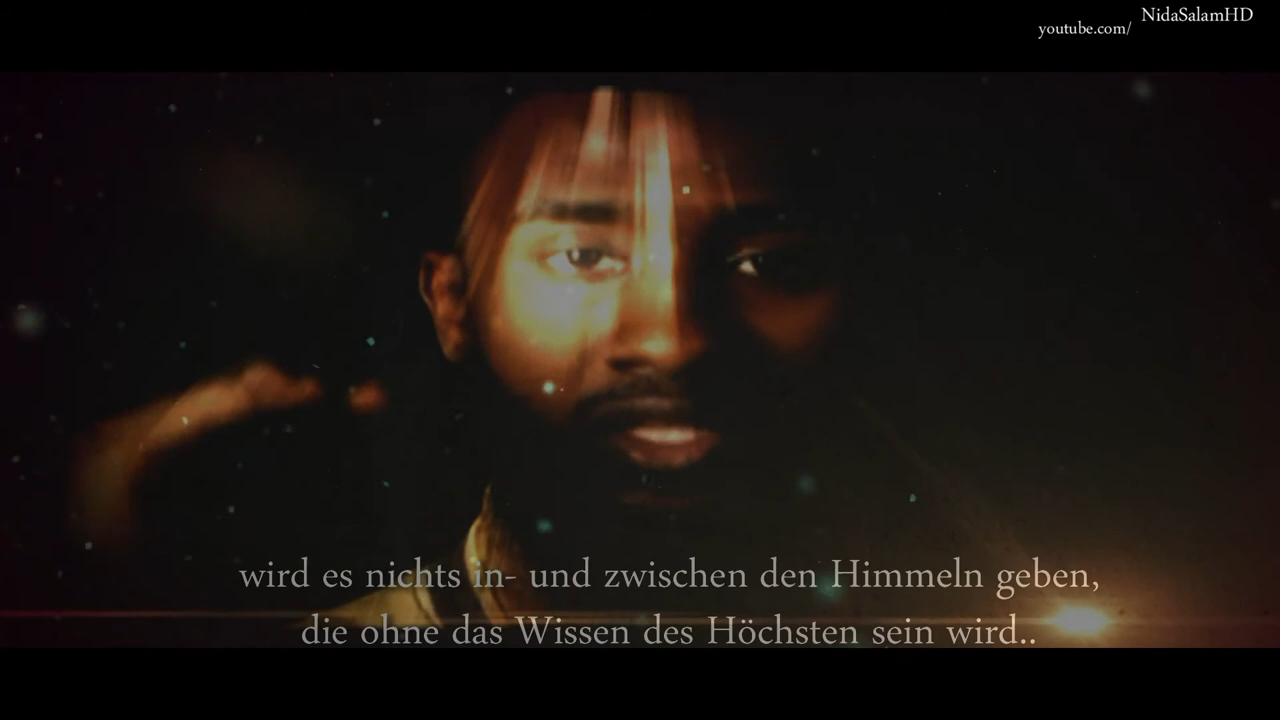 NidaSalamHD
youtube.com/
wird es nichts in- und zwischen den Himmeln geben,
die ohne das Wissen des Höchsten sein wird..